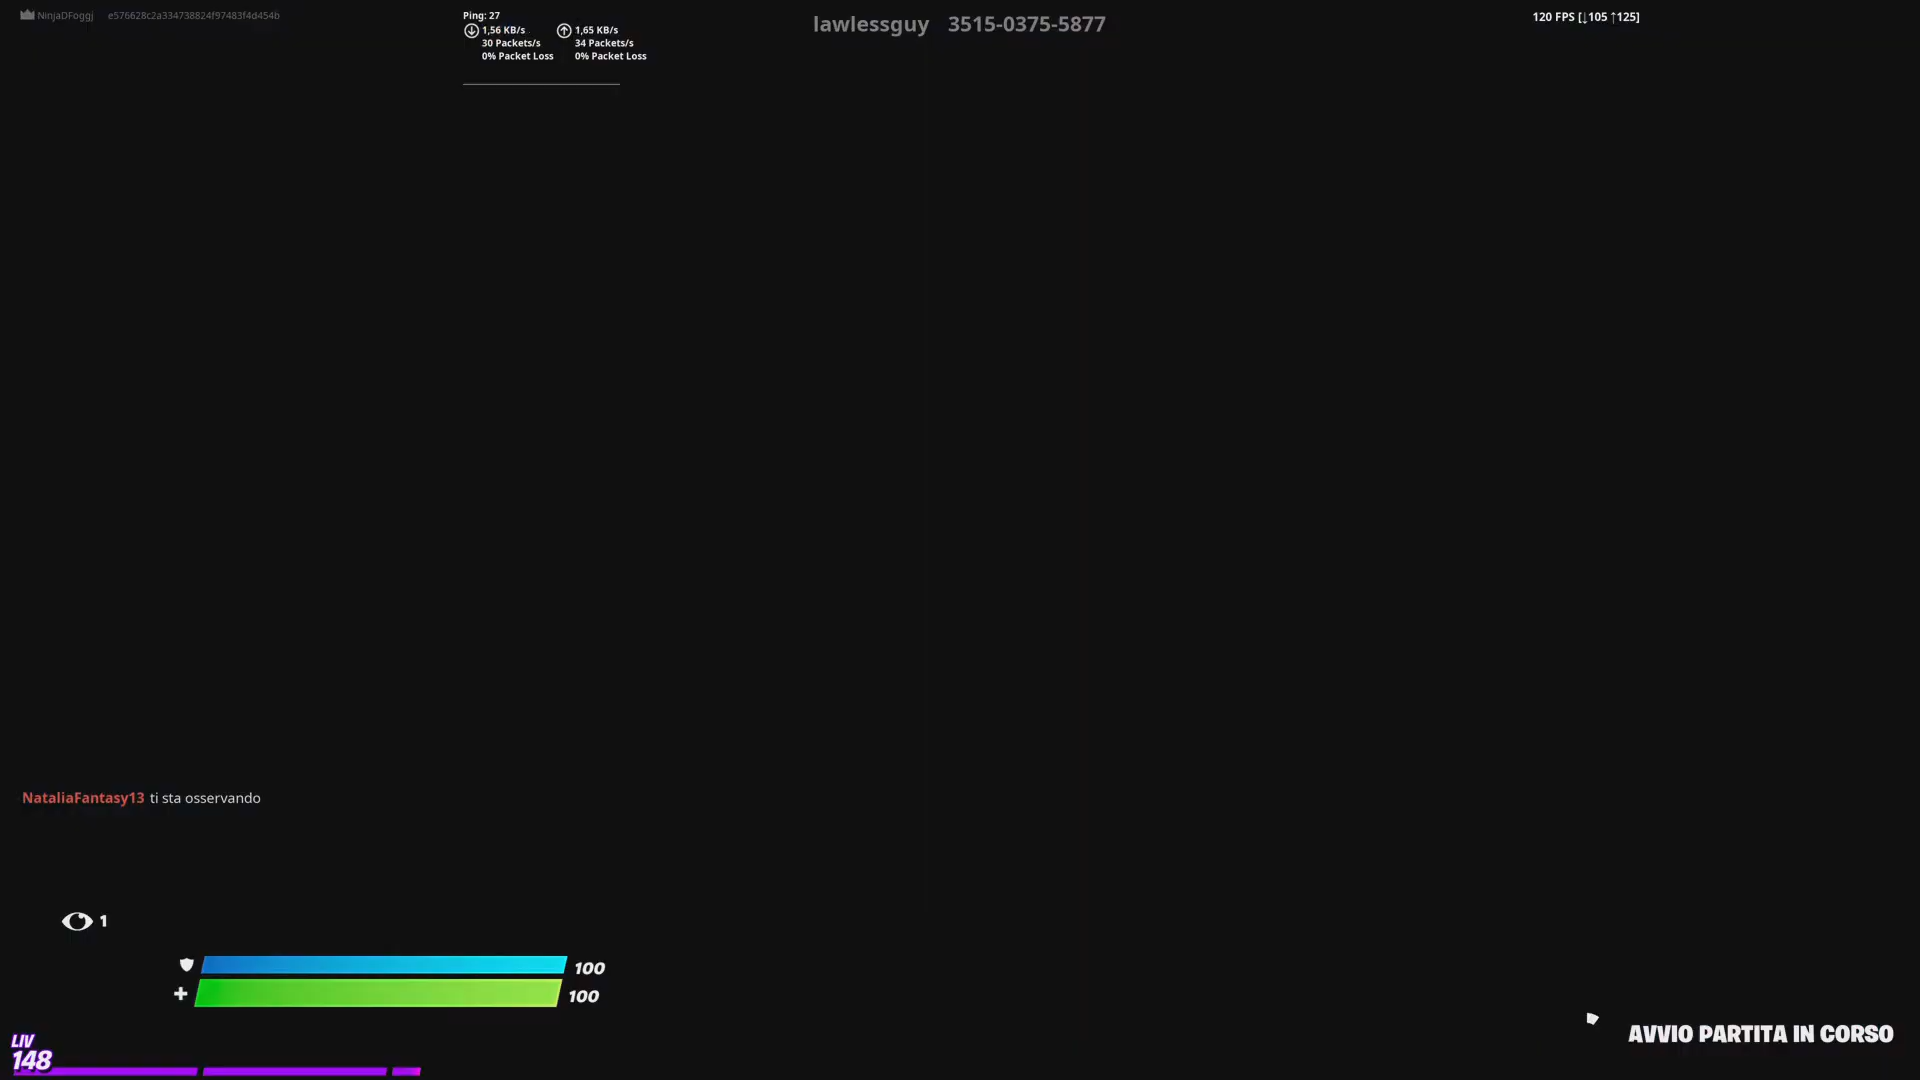 NinjaDFoggj e576628c2a334738824f97483f4d454b
Ping: 27
1,56 KB/s 1,65 KB/s
30 Packets/s 34 Packets/s
0% Packet Loss 0% Packet Loss
lawlessguy 3515-0375-5877
120 FPS [↓105 ↑125]
NataliaFantasy13 ti sta osservando
1
100
100
LIV
148
AVVIO PARTITA IN CORSO